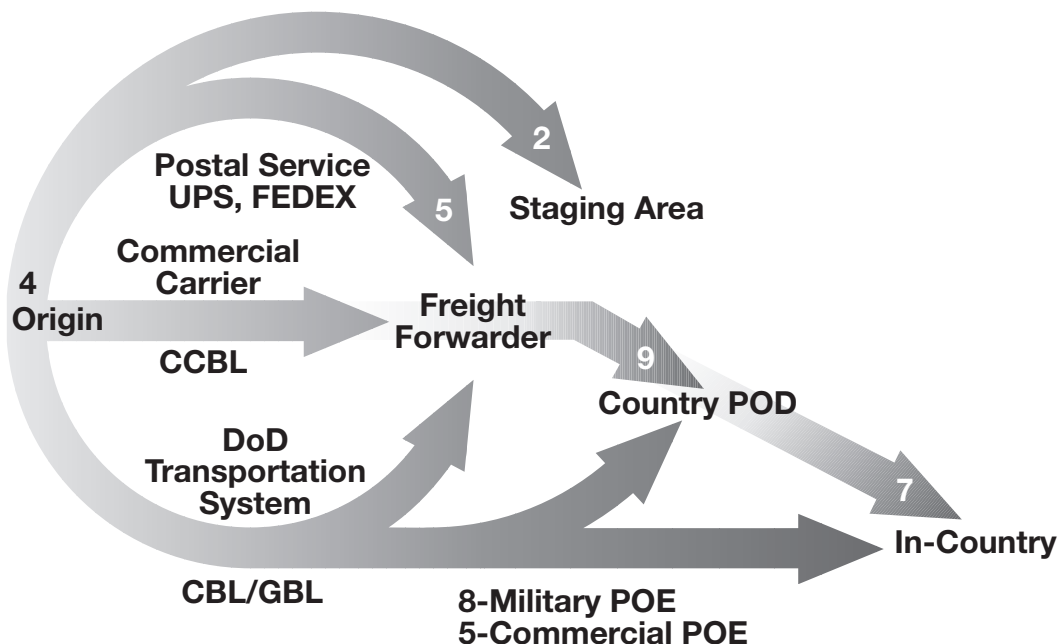 2
Staging Area
Postal Service
UPS, FEDEX
5
Commercial
Carrier
4
Origin
CCBL
Freight
Forwarder
9
Country POD
DoD
Transportation
System
7
In-Country
CBL/GBL
8-Military POE
5-Commercial POE